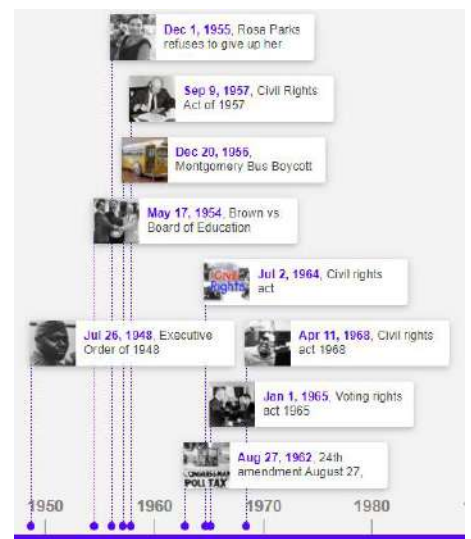 Dec 1, 1955, Rosa Parks
refuses to give up her
Sep 9, 1957, Civil Rights
Act of 1957
Dec 20, 1956,
Montgomery Bus Boycott
May 17, 1954, Brown vs
Board of Education
Civil
Rights
Jul 2, 1964, Civil rights
act
Jul 26, 1948, Executive
Order of 1948
Apr 11, 1968, Civil rights
act 1968
Jan 1, 1965, Voting rights
act 1965
Aug 27, 1962, 24th
amendment August 27,
POLL TAX
1950
1960
1970
1980